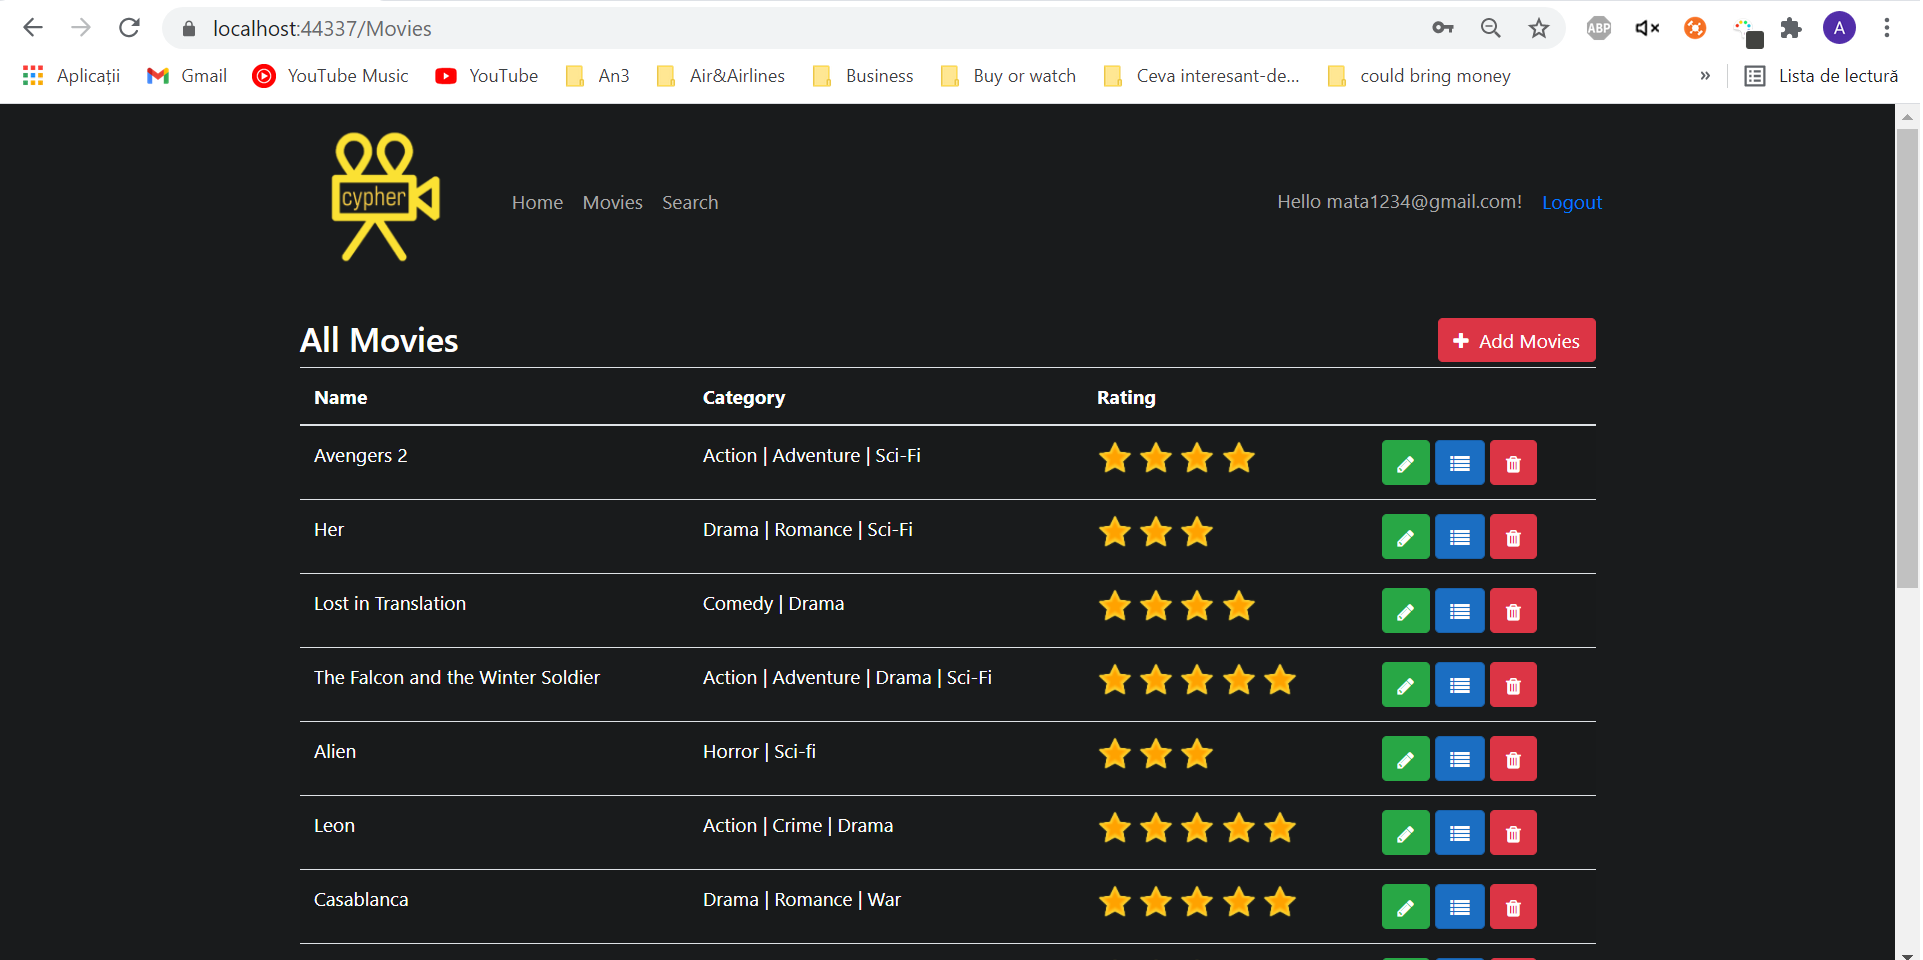 localhost:44337/Movies
ABP
A
Aplicații Gmail YouTube Music YouTube An3 Air&Airlines Business Buy or watch Ceva interesant-de... could bring money » Lista de lectură
cypher
Home Movies Search Hello mata1234@gmail.com! Logout
All Movies Add Movies
Name Category Rating
Avengers 2 Action | Adventure | Sci-Fi
Her Drama | Romance | Sci-Fi
Lost in Translation Comedy | Drama
The Falcon and the Winter Soldier Action | Adventure | Drama | Sci-Fi
Alien Horror | Sci-fi
Leon Action | Crime | Drama
Casablanca Drama | Romance | War